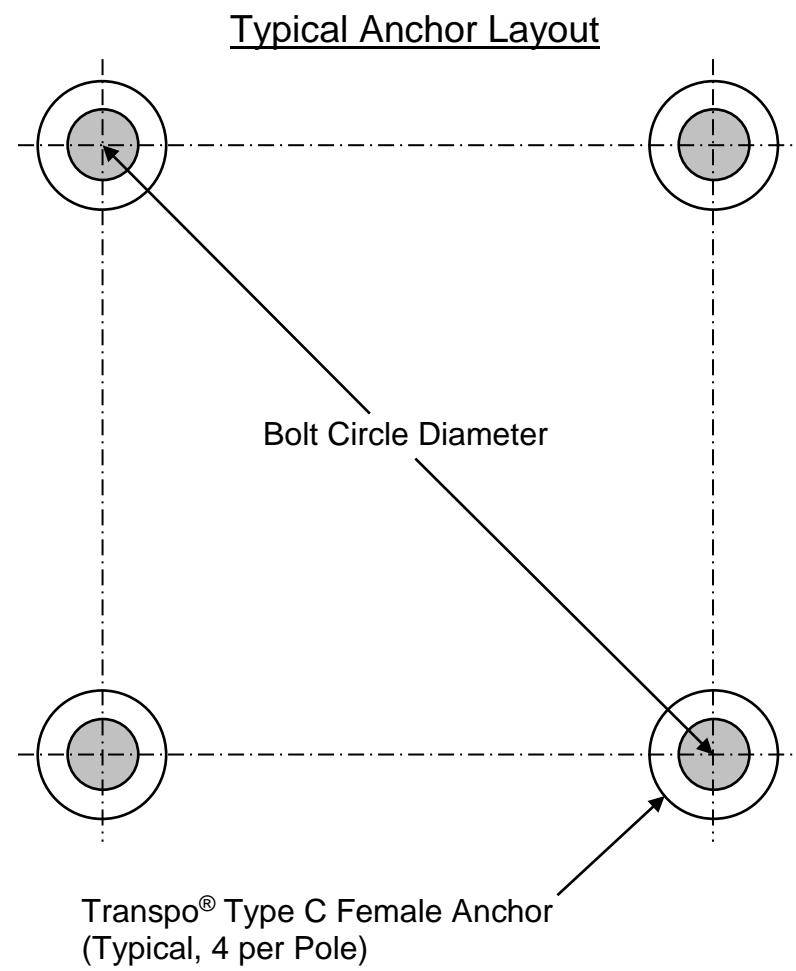 Typical Anchor Layout
Bolt Circle Diameter
Transpo® Type C Female Anchor
(Typical, 4 per Pole)